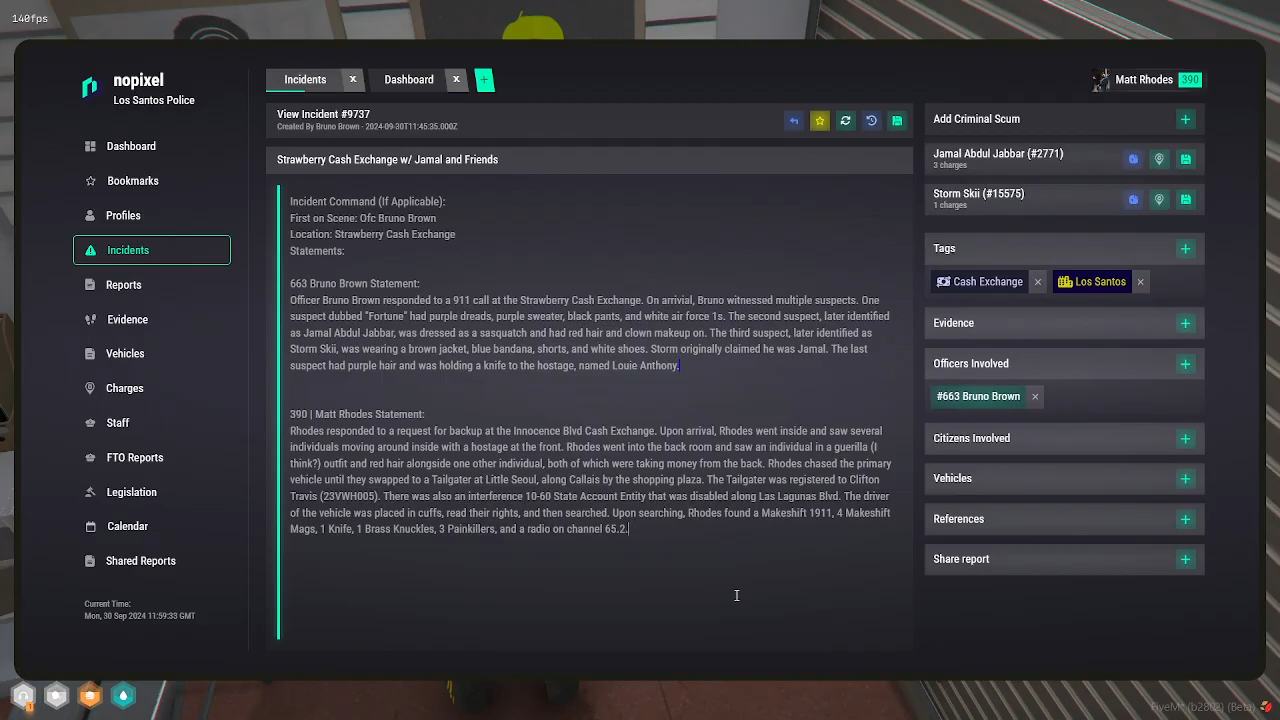 140fps
nopixel
Los Santos Police
Incidents
Dashboard
Matt Rhodes 390
View Incident #9737
Created By Bruno Brown - 2024-09-30T11:45:35.000Z
Strawberry Cash Exchange w/ Jamal and Friends
Dashboard
Bookmarks
Profiles
Incidents
Reports
Evidence
Vehicles
Charges
Staff
FTO Reports
Legislation
Calendar
Shared Reports
Current Time:
Mon, 30 Sep 2024 11:59:33 GMT
Incident Command (If Applicable):
First on Scene: Ofc Bruno Brown
Location: Strawberry Cash Exchange
Statements:
663 Bruno Brown Statement:
Officer Bruno Brown responded to a 911 call at the Strawberry Cash Exchange. On arrival, Bruno witnessed multiple suspects. One
suspect dubbed "Fortune" had purple dreads, purple sweater, black pants, and white air force 1s. The second suspect, later identified
as Jamal Abdul Jabbar, was dressed as a sasquatch and had red hair and clown makeup on. The third suspect, later identified as
Storm Skii, was wearing a brown jacket, blue bandana, shorts, and white shoes. Storm originally claimed he was Jamal. The last
suspect had purple hair and was holding a knife to the hostage, named Louie Anthony.
390 | Matt Rhodes Statement:
Rhodes responded to a request for backup at the Innocence Blvd Cash Exchange. Upon arrival, Rhodes went inside and saw several
individuals moving around inside with a hostage at the front. Rhodes went into the back room and saw an individual in a guerilla (I
think?) outfit and red hair alongside one other individual, both of which were taking money from the back. Rhodes chased the primary
vehicle until they swapped to a Tailgater at Little Seoul, along Callais by the shopping plaza. The Tailgater was registered to Clifton
Travis (23VWH005). There was also an interference 10-60 State Account Entity that was disabled along Las Lagunas Blvd. The driver
of the vehicle was placed in cuffs, read their rights, and then searched. Upon searching, Rhodes found a Makeshift 1911, 4 Makeshift
Mags, 1 Knife, 1 Brass Knuckles, 3 Painkillers, and a radio on channel 65.2.
Add Criminal Scum
Jamal Abdul Jabbar (#2771)
3 charges
Storm Skii (#15575)
1 charges
Tags
Cash Exchange
Los Santos
Evidence
Officers Involved
#663 Bruno Brown
Citizens Involved
Vehicles
References
Share report
FiveM* (b2802) (Beta)